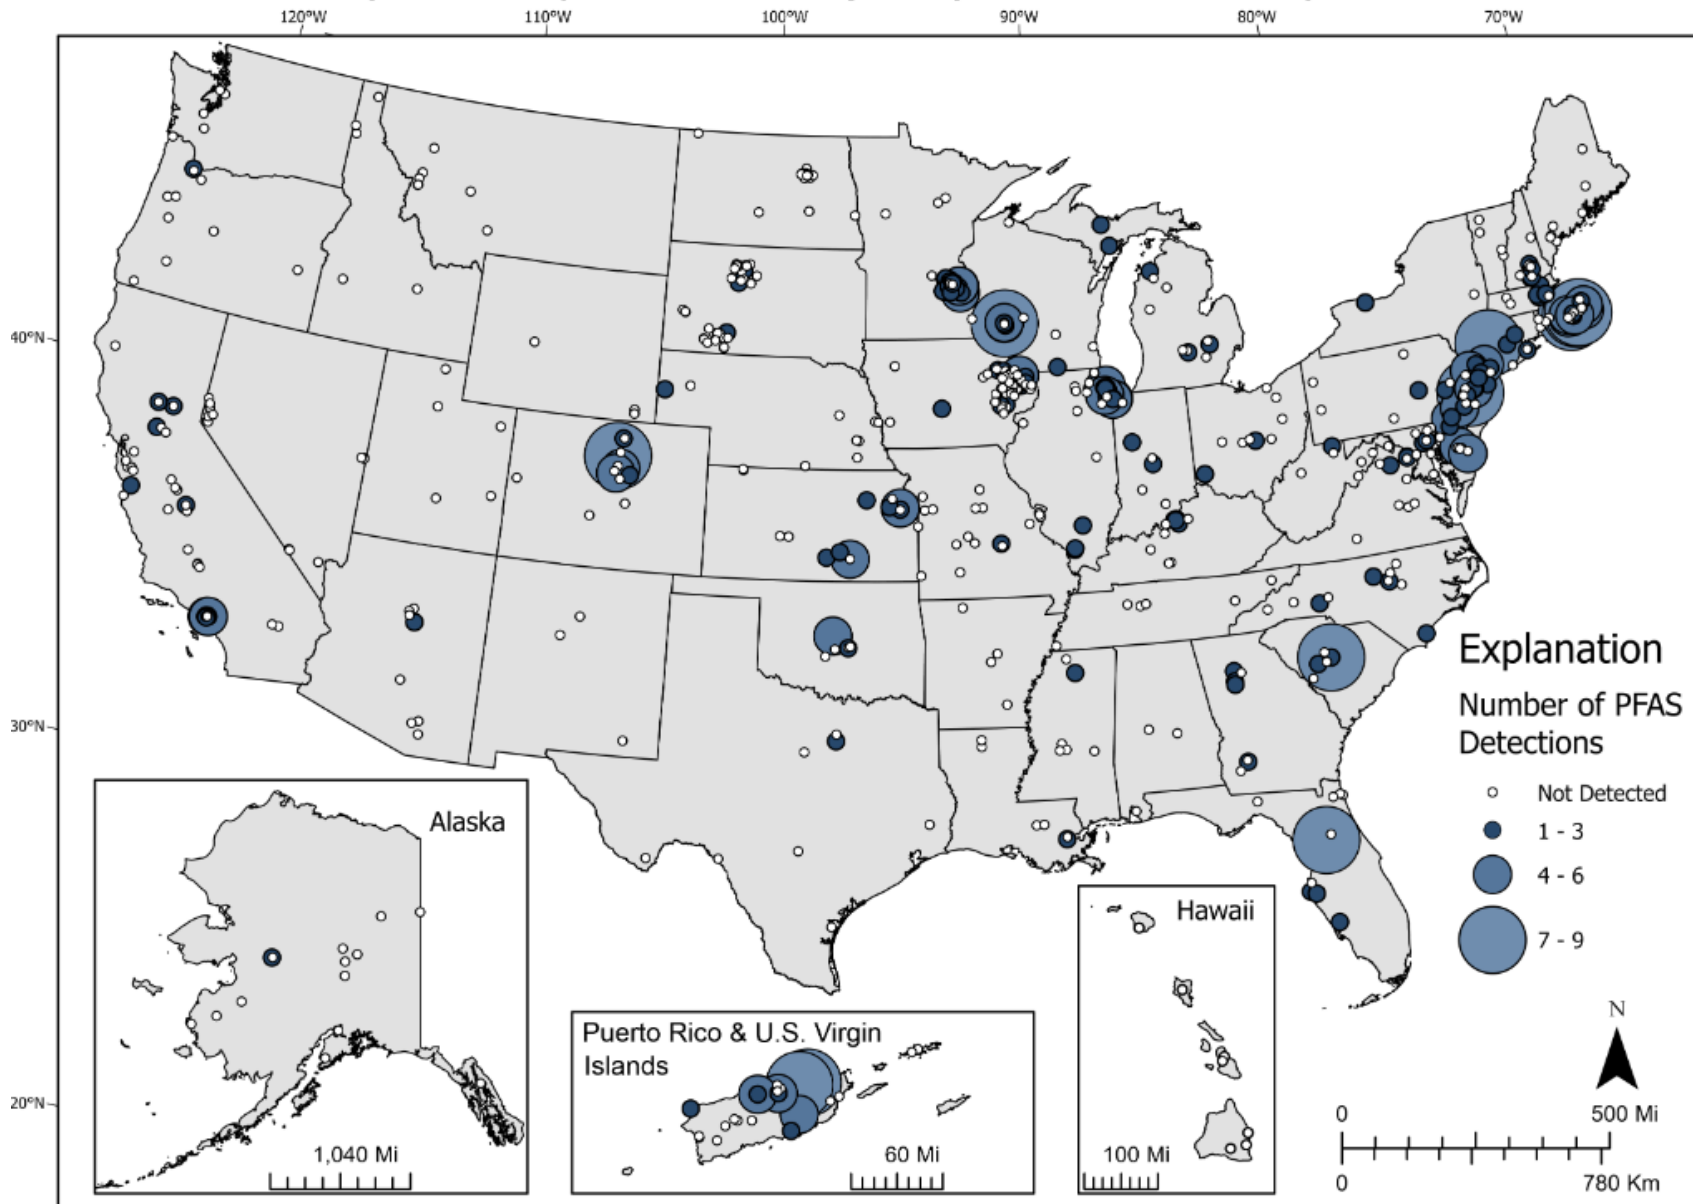 120°W 110°W 100°W 90°W 80°W 70°W
40°N
30°N
20°N
Explanation
Number of PFAS
Detections
Not Detected
1 - 3
4 - 6
7 - 9
Alaska
1,040 Mi
Puerto Rico & U.S. Virgin
Islands
60 Mi
Hawaii
100 Mi
N
0 500 Mi
0 780 Km